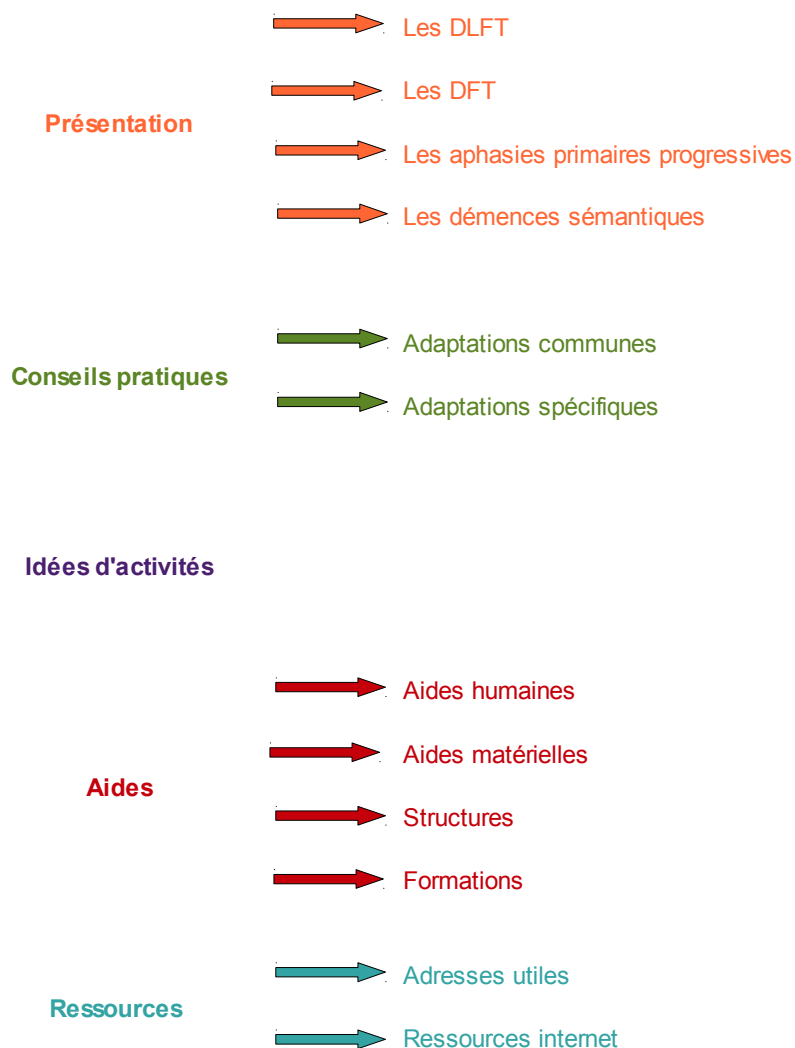 Présentation
Les DLFT
Les DFT
Les aphasies primaires progressives
Les démences sémantiques
Conseils pratiques
Adaptations communes
Adaptations spécifiques
Idées d'activités
Aides
Aides humaines
Aides matérielles
Structures
Formations
Ressources
Adresses utiles
Ressources internet